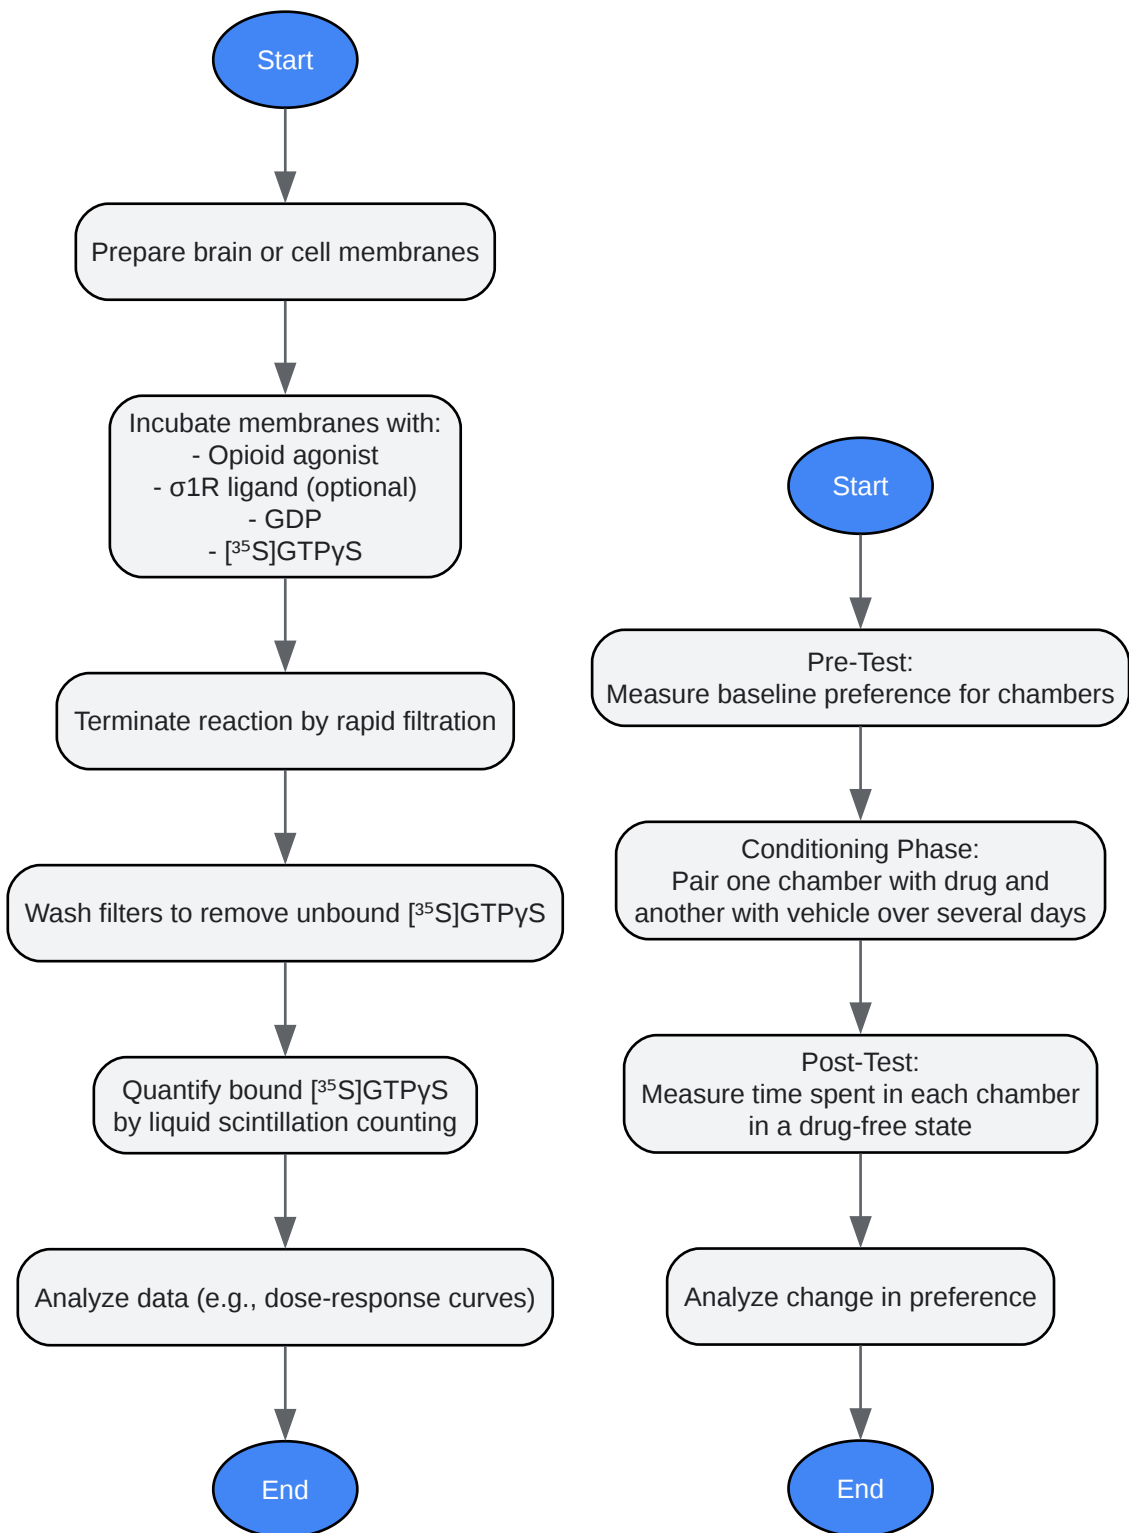 Start
Prepare brain or cell membranes
Incubate membranes with:
- Opioid agonist
- σ1R ligand (optional)
- GDP
- [³⁵S]GTPγS
Terminate reaction by rapid filtration
Wash filters to remove unbound [³⁵S]GTPγS
Quantify bound [³⁵S]GTPγS
by liquid scintillation counting
Analyze data (e.g., dose-response curves)
End
Start
Pre-Test:
Measure baseline preference for chambers
Conditioning Phase:
Pair one chamber with drug and
another with vehicle over several days
Post-Test:
Measure time spent in each chamber
in a drug-free state
Analyze change in preference
End